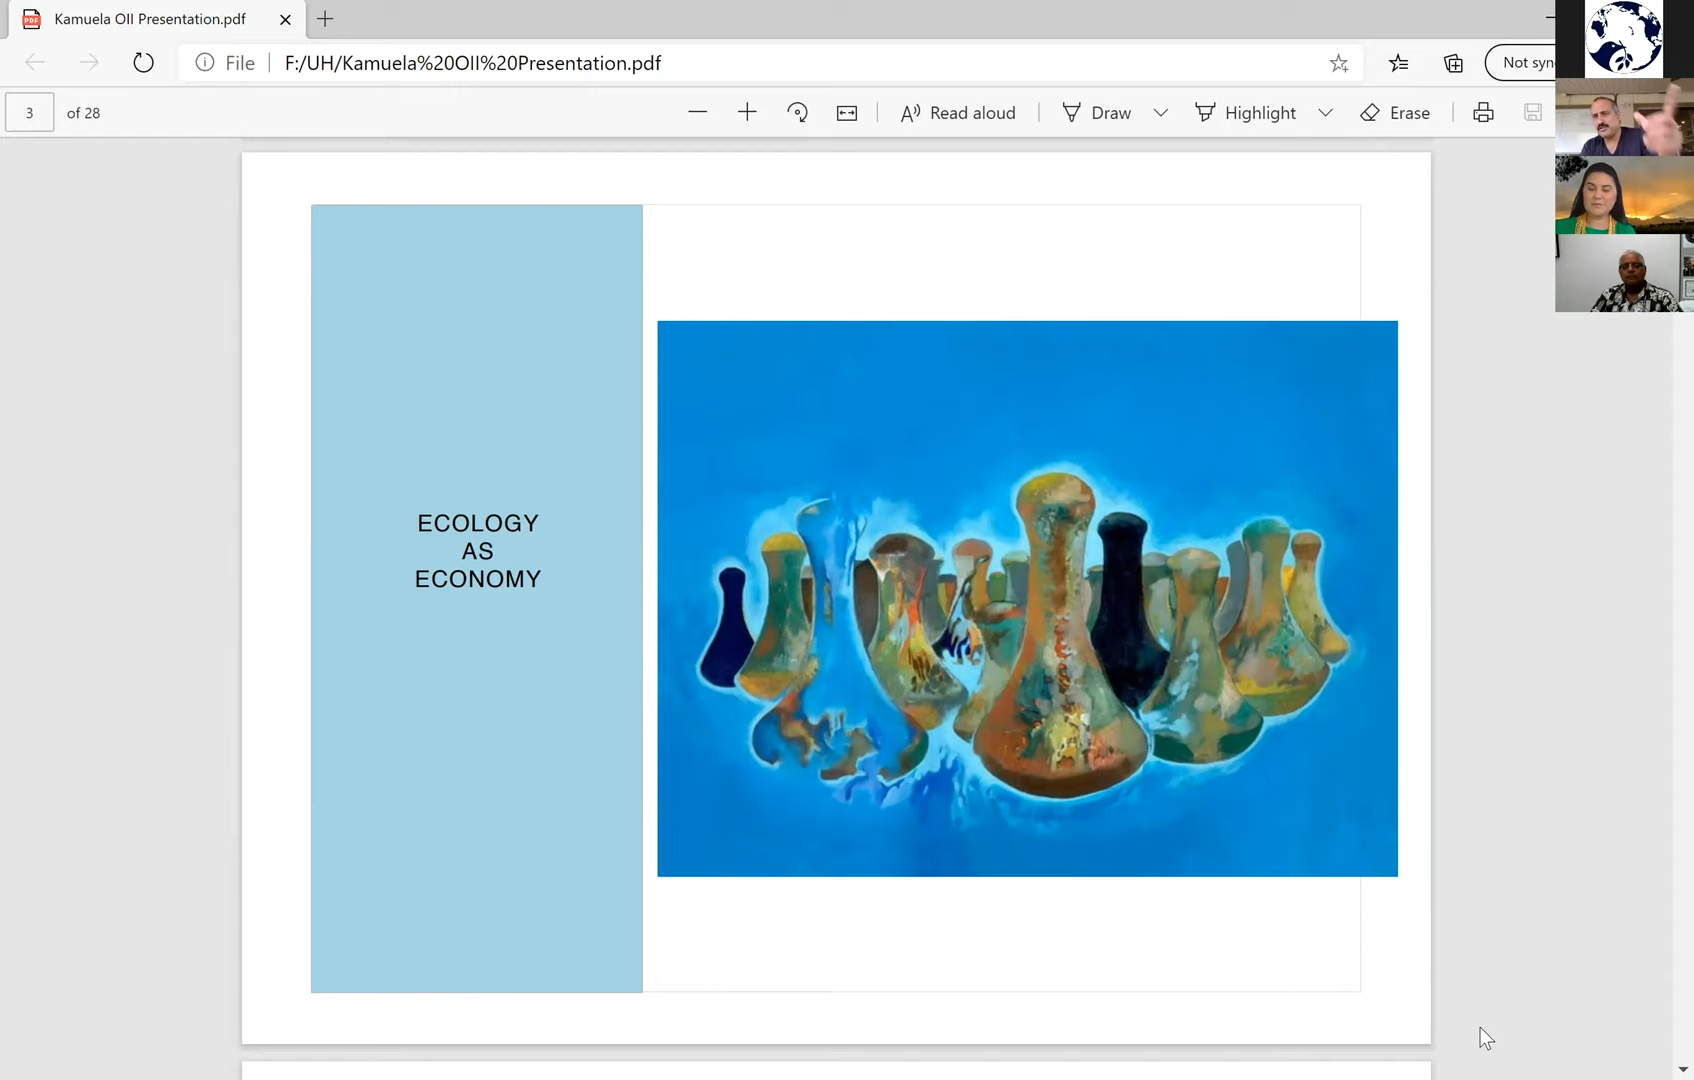 Kamuela OII Presentation.pdf
File
F:/UH/Kamuela%20OII%20Presentation.pdf
Not syn
3 of 28
Read aloud
Draw
Highlight
Erase
ECOLOGY
AS
ECONOMY